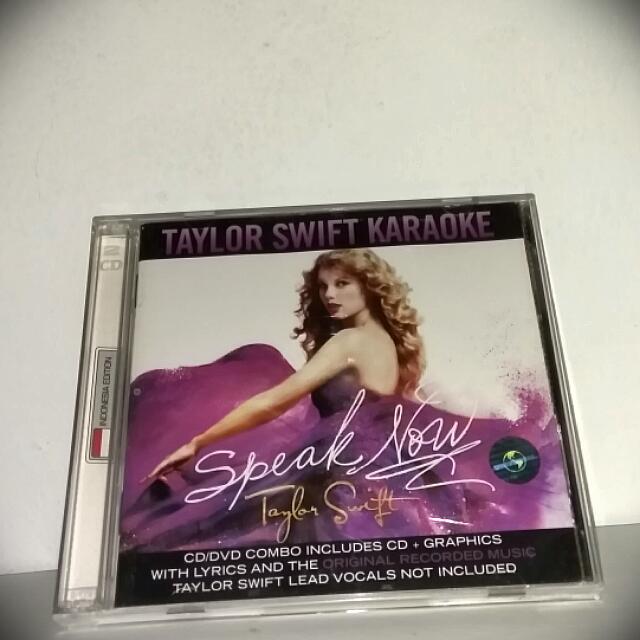 TAYLOR SWIFT KARAOKE
2
CD
INDONESIA EDITION
Speak Now
Taylor Swift
CD/DVD COMBO INCLUDES CD + GRAPHICS
WITH LYRICS AND THE ORIGINAL RECORDED MUSIC
TAYLOR SWIFT LEAD VOCALS NOT INCLUDED